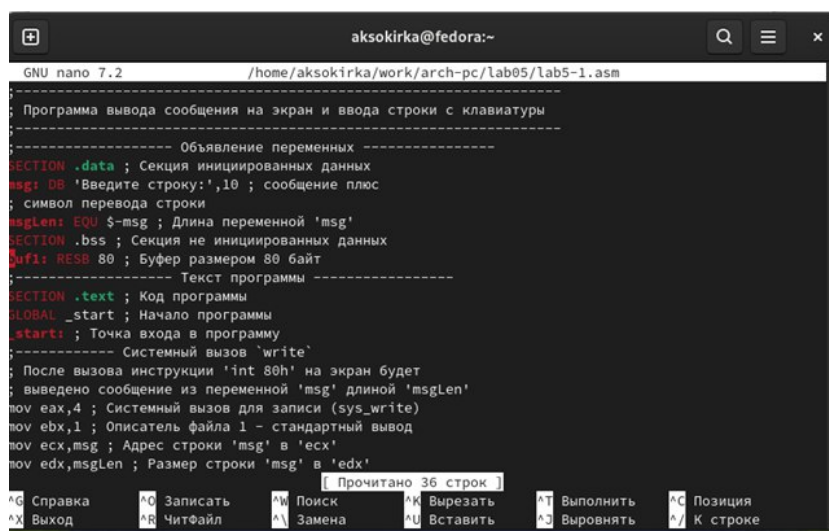 aksokirka@fedora:~
GNU nano 7.2 /home/aksokirka/work/arch-pc/lab05/lab5-1.asm
;------------------------------------------------------------------
; Программа вывода сообщения на экран и ввода строки с клавиатуры
;------------------------------------------------------------------
;------------------- Объявление переменных ----------------
SECTION .data ; Секция инициированных данных
msg: DB 'Введите строку:',10 ; сообщение плюс
; символ перевода строки
msgLen: EQU $-msg ; Длина переменной 'msg'
SECTION .bss ; Секция не инициированных данных
buf1: RESB 80 ; Буфер размером 80 байт
;------------------- Текст программы -----------------
SECTION .text ; Код программы
GLOBAL _start ; Начало программы
_start: ; Точка входа в программу
;------------ Системный вызов `write`
; После вызова инструкции 'int 80h' на экран будет
; выведено сообщение из переменной 'msg' длиной 'msgLen'
mov eax,4 ; Системный вызов для записи (sys_write)
mov ebx,1 ; Описатель файла 1 - стандартный вывод
mov ecx,msg ; Адрес строки 'msg' в 'ecx'
mov edx,msgLen ; Размер строки 'msg' в 'edx'
[ Прочитано 36 строк ]
^G Справка ^O Записать ^W Поиск ^K Вырезать ^T Выполнить ^C Позиция
^X Выход ^R ЧитФайл ^\ Замена ^U Вставить ^J Выровнять ^/ К строке